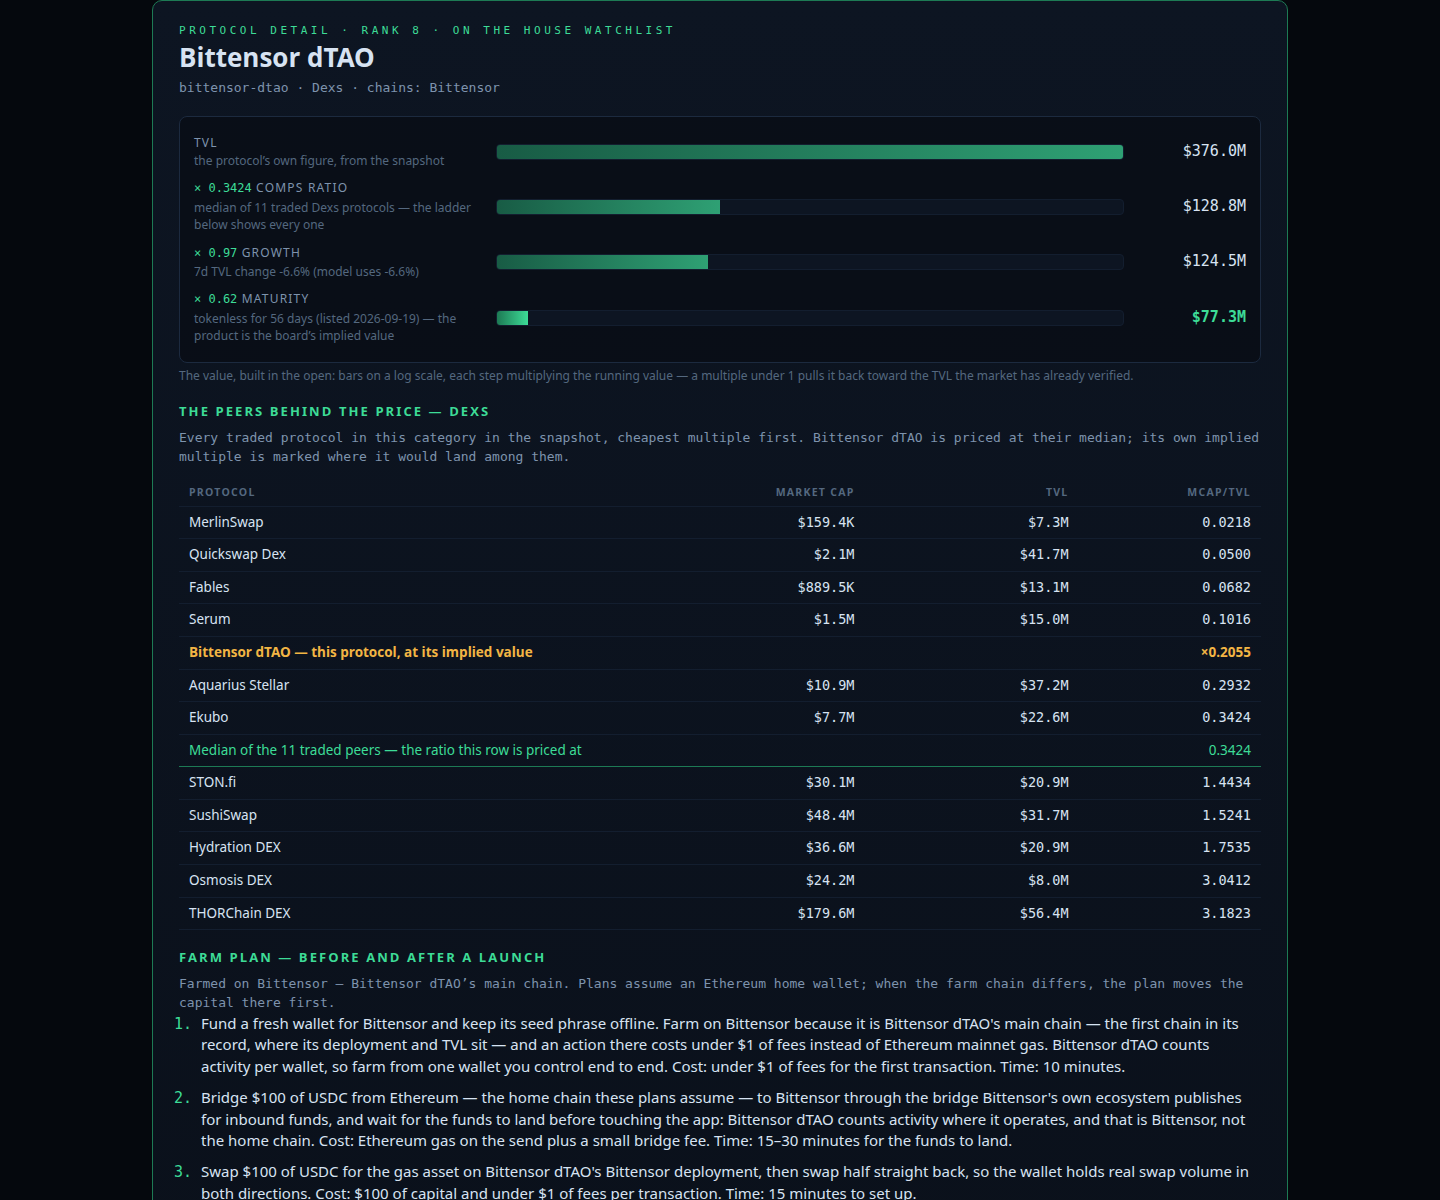 PROTOCOL DETAIL · RANK 8 · ON THE HOUSE WATCHLIST
Bittensor dTAO
bittensor-dtao · Dexs · chains: Bittensor
TVL
the protocol's own figure, from the snapshot
$376.0M
× 0.3424 COMPS RATIO
median of 11 traded Dexs protocols — the ladder
below shows every one
$128.8M
× 0.97 GROWTH
7d TVL change -6.6% (model uses -6.6%)
$124.5M
× 0.62 MATURITY
tokenless for 56 days (listed 2026-09-19) — the
product is the board's implied value
$77.3M
The value, built in the open: bars on a log scale, each step multiplying the running value — a multiple under 1 pulls it back toward the TVL the market has already verified.
THE PEERS BEHIND THE PRICE — DEXS
Every traded protocol in this category in the snapshot, cheapest multiple first. Bittensor dTAO is priced at their median; its own implied
multiple is marked where it would land among them.
PROTOCOL MARKET CAP TVL MCAP/TVL
MerlinSwap $159.4K $7.3M 0.0218
Quickswap Dex $2.1M $41.7M 0.0500
Fables $889.5K $13.1M 0.0682
Serum $1.5M $15.0M 0.1016
Bittensor dTAO — this protocol, at its implied value ×0.2055
Aquarius Stellar $10.9M $37.2M 0.2932
Ekubo $7.7M $22.6M 0.3424
Median of the 11 traded peers — the ratio this row is priced at 0.3424
STON.fi $30.1M $20.9M 1.4434
SushiSwap $48.4M $31.7M 1.5241
Hydration DEX $36.6M $20.9M 1.7535
Osmosis DEX $24.2M $8.0M 3.0412
THORChain DEX $179.6M $56.4M 3.1823
FARM PLAN — BEFORE AND AFTER A LAUNCH
Farmed on Bittensor — Bittensor dTAO's main chain. Plans assume an Ethereum home wallet; when the farm chain differs, the plan moves the
capital there first.
1. Fund a fresh wallet for Bittensor and keep its seed phrase offline. Farm on Bittensor because it is Bittensor dTAO's main chain — the first chain in its
record, where its deployment and TVL sit — and an action there costs under $1 of fees instead of Ethereum mainnet gas. Bittensor dTAO counts
activity per wallet, so farm from one wallet you control end to end. Cost: under $1 of fees for the first transaction. Time: 10 minutes.
2. Bridge $100 of USDC from Ethereum — the home chain these plans assume — to Bittensor through the bridge Bittensor's own ecosystem publishes
for inbound funds, and wait for the funds to land before touching the app: Bittensor dTAO counts activity where it operates, and that is Bittensor, not
the home chain. Cost: Ethereum gas on the send plus a small bridge fee. Time: 15–30 minutes for the funds to land.
3. Swap $100 of USDC for the gas asset on Bittensor dTAO's Bittensor deployment, then swap half straight back, so the wallet holds real swap volume in
both directions. Cost: $100 of capital and under $1 of fees per transaction. Time: 15 minutes to set up.